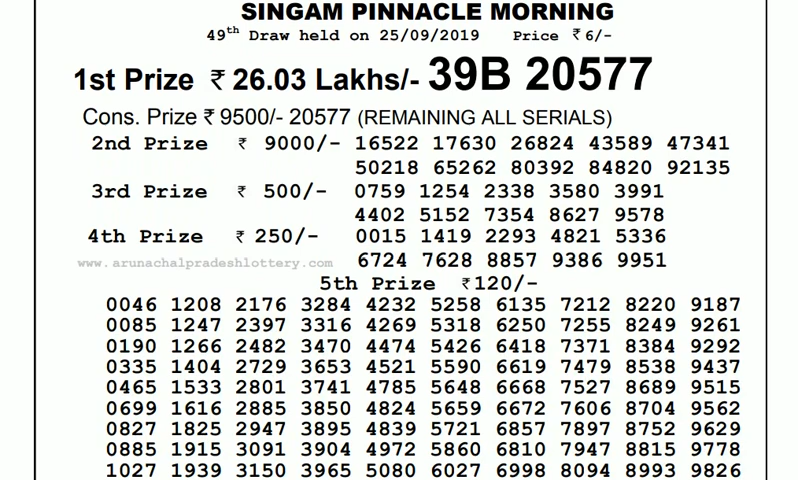 SINGAM PINNACLE MORNING
49th Draw held on 25/09/2019 Price ₹ 6/-
1st Prize ₹ 26.03 Lakhs/- 39B 20577
Cons. Prize ₹ 9500/- 20577 (REMAINING ALL SERIALS)
2nd Prize ₹ 9000/- 16522 17630 26824 43589 47341
50218 65262 80392 84820 92135
3rd Prize ₹ 500/- 0759 1254 2338 3580 3991
4402 5152 7354 8627 9578
4th Prize ₹ 250/- 0015 1419 2293 4821 5336
www.arunachalpradeshlottery.com 6724 7628 8857 9386 9951
5th Prize ₹120/-
0046 1208 2176 3284 4232 5258 6135 7212 8220 9187
0085 1247 2397 3316 4269 5318 6250 7255 8249 9261
0190 1266 2482 3470 4474 5426 6418 7371 8384 9292
0335 1404 2729 3653 4521 5590 6619 7479 8538 9437
0465 1533 2801 3741 4785 5648 6668 7527 8689 9515
0699 1616 2885 3850 4824 5659 6672 7606 8704 9562
0827 1825 2947 3895 4839 5721 6857 7897 8752 9629
0885 1915 3091 3904 4972 5860 6810 7947 8815 9778
1027 1939 3150 3965 5080 6027 6998 8094 8993 9826